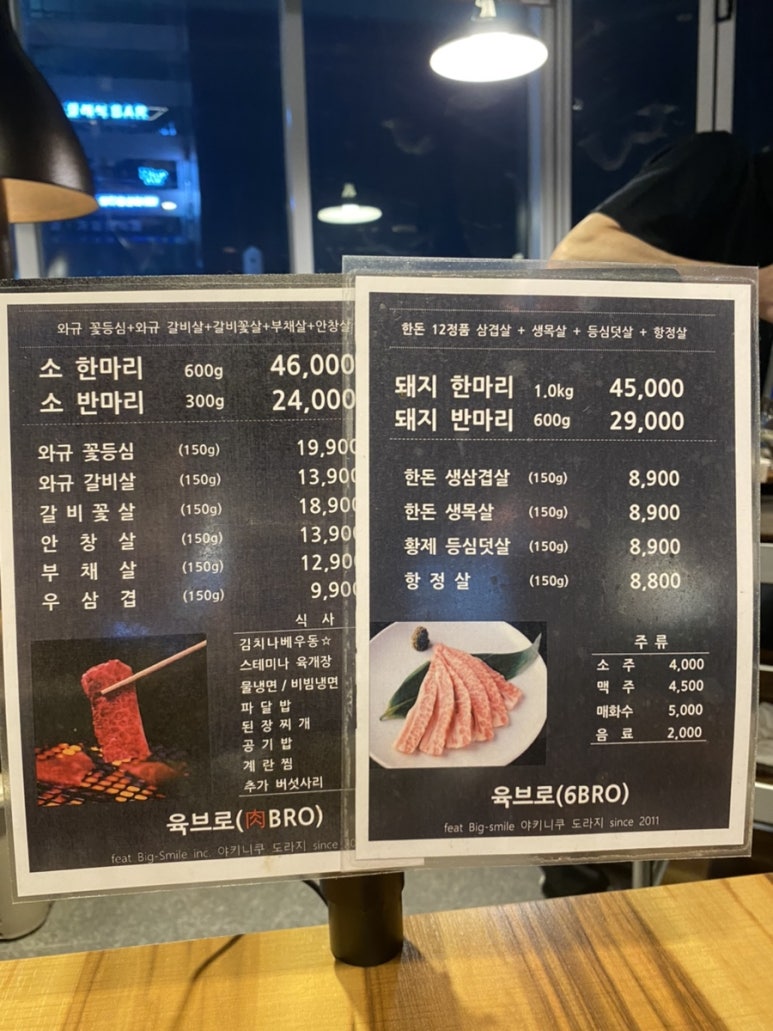 BAR
와규 꽃등심+와규 갈비살+갈비꽃살+부채살+안창살
소 한마리 600g 46,000
소 반마리 300g 24,000
와규 꽃등심 (150g) 19,900
와규 갈비살 (150g) 13,900
갈비꽃살 (150g) 18,900
안창살 (150g) 13,900
부채살 (150g) 12,900
우삼겹 (150g) 9,900
식사
김치나베우동☆
스테미나 육개장
물냉면 / 비빔냉면
파달밥
된장찌개
공기밥
계란찜
추가 버섯사리
육브로(肉BRO)
feat Big-Smile inc. 야키니쿠 도라지 since
한돈 12정품 삼겹살 + 생목살 + 등심덧살 + 항정살
돼지 한마리 1.0kg 45,000
돼지 반마리 600g 29,000
한돈 생삼겹살 (150g) 8,900
한돈 생목살 (150g) 8,900
황제 등심덧살 (150g) 8,900
항정살 (150g) 8,800
주류
소주 4,000
맥주 4,500
매화수 5,000
음료 2,000
육브로(6BRO)
feat Big-smile 야키니쿠 도라지 since 2011